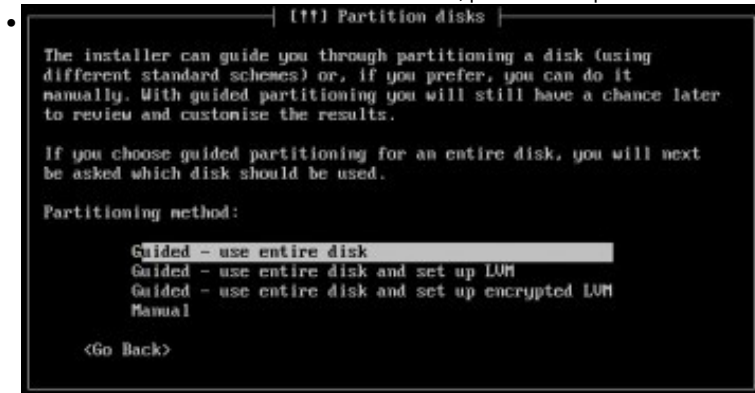 [!!] Partition disks
The installer can guide you through partitioning a disk (using
different standard schemes) or, if you prefer, you can do it
manually. With guided partitioning you will still have a chance later
to review and customise the results.
If you choose guided partitioning for an entire disk, you will next
be asked which disk should be used.
Partitioning method:
Guided - use entire disk
Guided - use entire disk and set up LVM
Guided - use entire disk and set up encrypted LVM
Manual
<Go Back>